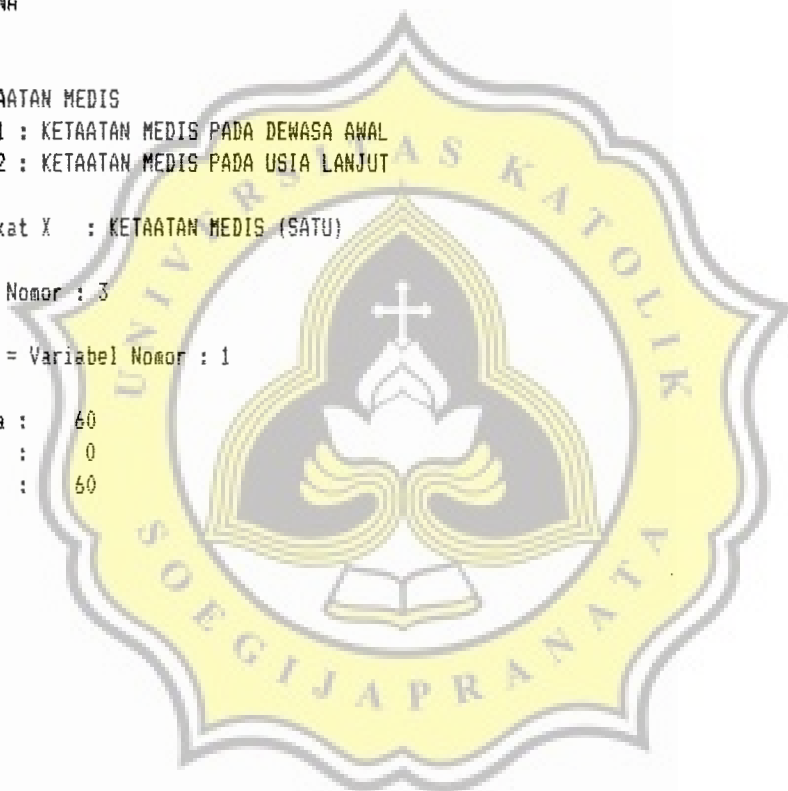 NA
AATAN MEDIS
1 : KETAATAN MEDIS PADA DEWASA AWAL
2 : KETAATAN MEDIS PADA USIA LANJUT
kat X : KETAATAN MEDIS (SATU)
Nomor : 3
= Variabel Nomor : 1
a : 60
: 0
: 60
UNIVERSITAS KATOLIK
SOEGIJAPRANATA